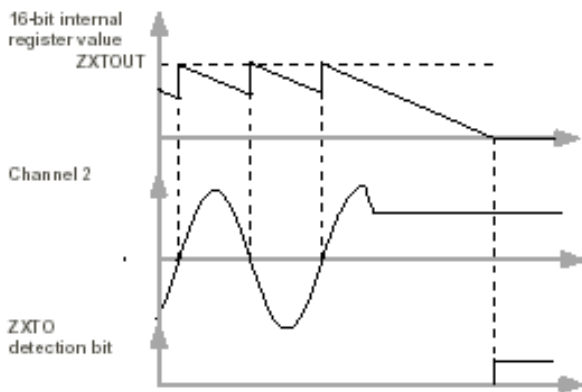 16-bit internal
register value
ZXTOUT
Channel 2
ZXTO
detection bit